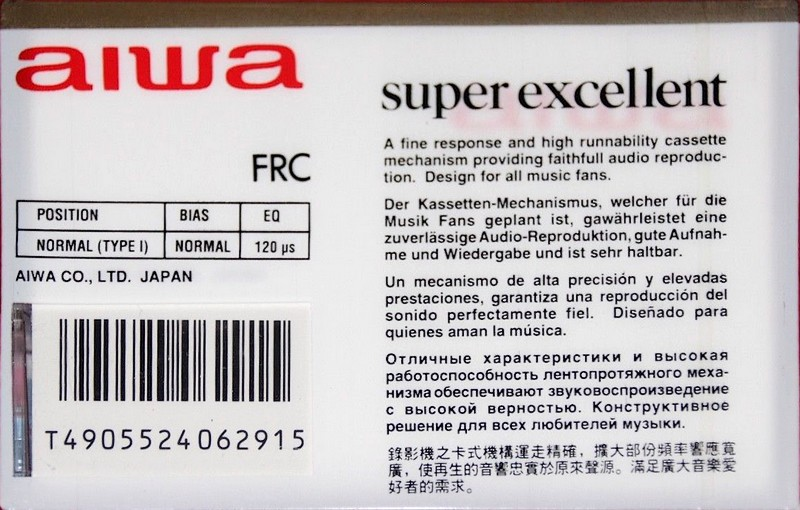 aiwa
FRC
POSITION BIAS EQ
NORMAL (TYPE I) NORMAL 120 µs
AIWA CO., LTD. JAPAN
T4905524062915
super excellent
A fine response and high runnability cassette
mechanism providing faithfull audio reproduc-
tion. Design for all music fans.
Der Kassetten-Mechanismus, welcher für die
Musik Fans geplant ist, gawährleistet eine
zuverlässige Audio-Reproduktion, gute Aufnah-
me und Wiedergabe und ist sehr haltbar.
Un mecanismo de alta precisión y elevadas
prestaciones, garantiza una reproducción del
sonido perfectamente fiel. Diseñado para
quienes aman la música.
Отличные характеристики и высокая
работоспособность лентопротяжного меха-
низма обеспечивают звуковоспроизведение
с высокой верностью. Конструктивное
решение для всех любителей музыки.
錄影機之卡式機構運走精確，擴大部份頻率響應寬
廣，使再生的音響忠實於原來聲源。滿足廣大音樂愛
好者的需求。